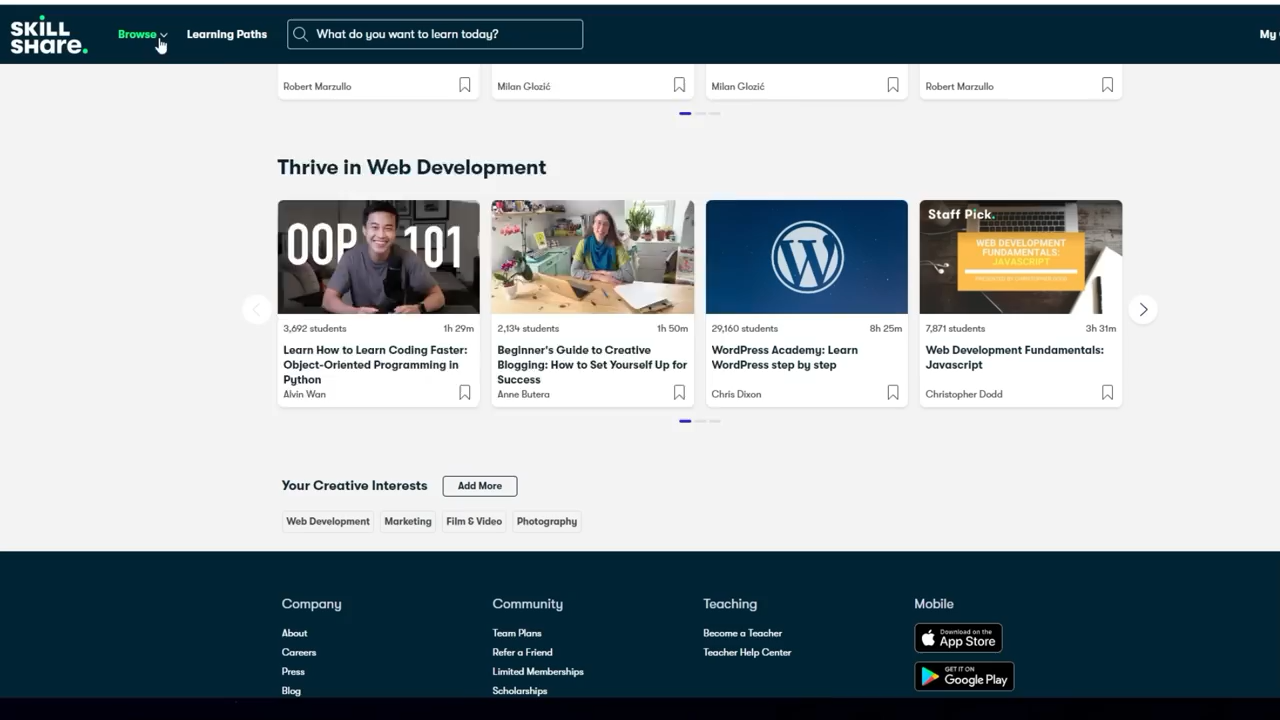 SKiLL
SHare.
Browse
Learning Paths
What do you want to learn today?
My
Robert Marzullo
Milan Glozić
Milan Glozić
Robert Marzullo
Thrive in Web Development
OOP 101
Staff Pick.
WEB DEVELOPMENT
FUNDAMENTALS:
JAVASCRIPT
3,692 students
1h 29m
2,134 students
1h 50m
29,160 students
8h 25m
7,871 students
3h 31m
Learn How to Learn Coding Faster:
Object-Oriented Programming in
Python
Alvin Wan
Beginner's Guide to Creative
Blogging: How to Set Yourself Up for
Success
Anne Butera
WordPress Academy: Learn
WordPress step by step
Chris Dixon
Web Development Fundamentals:
Javascript
Christopher Dodd
Your Creative Interests
Add More
Web Development
Marketing
Film & Video
Photography
Company
Community
Teaching
Mobile
About
Team Plans
Become a Teacher
Download on the
App Store
Careers
Refer a Friend
Teacher Help Center
Press
Limited Memberships
GET IT ON
Google Play
Blog
Scholarships